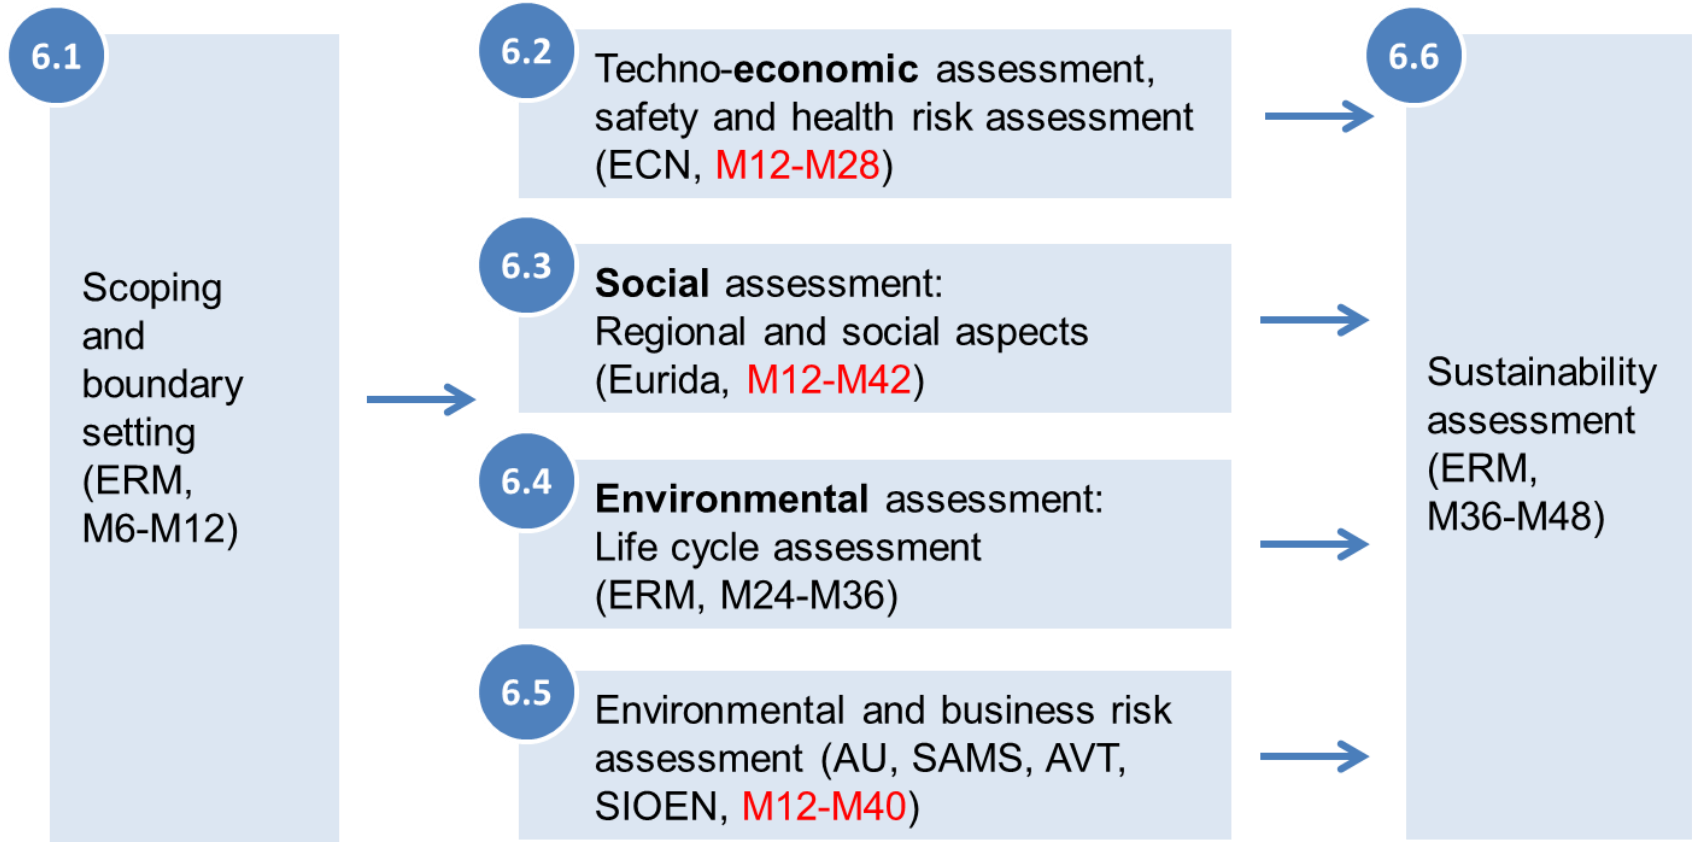 6.1
Scoping
and
boundary
setting
(ERM,
M6-M12)
6.2
Techno-economic assessment,
safety and health risk assessment
(ECN, M12-M28)
6.3
Social assessment:
Regional and social aspects
(Eurida, M12-M42)
6.4
Environmental assessment:
Life cycle assessment
(ERM, M24-M36)
6.5
Environmental and business risk
assessment (AU, SAMS, AVT,
SIOEN, M12-M40)
6.6
Sustainability
assessment
(ERM,
M36-M48)